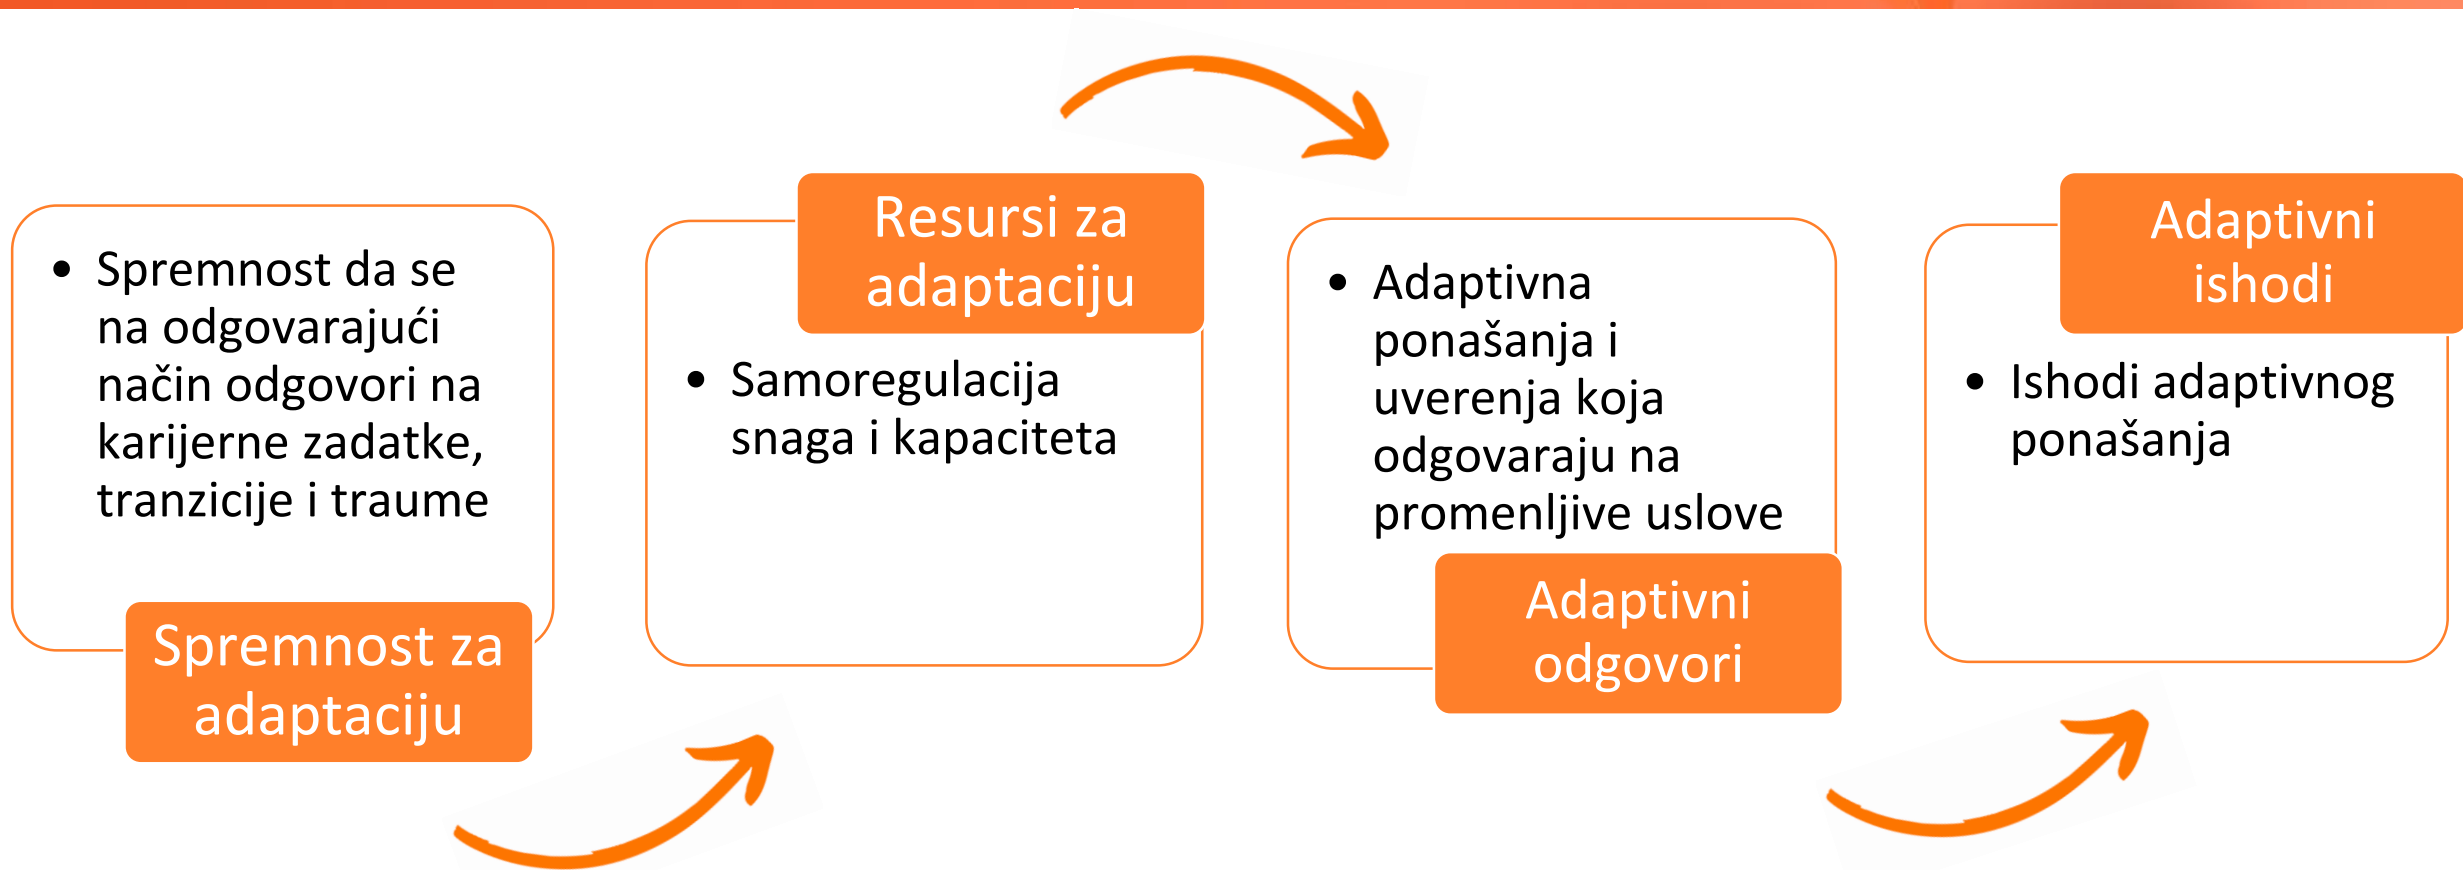 • Spremnost da se
na odgovarajući
način odgovori na
karijerne zadatke,
tranzicije i traume
Spremnost za
adaptaciju
Resursi za
adaptaciju
• Samoregulacija
snaga i kapaciteta
• Adaptivna
ponašanja i
uverenja koja
odgovaraju na
promenljive uslove
Adaptivni
odgovori
Adaptivni
ishodi
• Ishodi adaptivnog
ponašanja